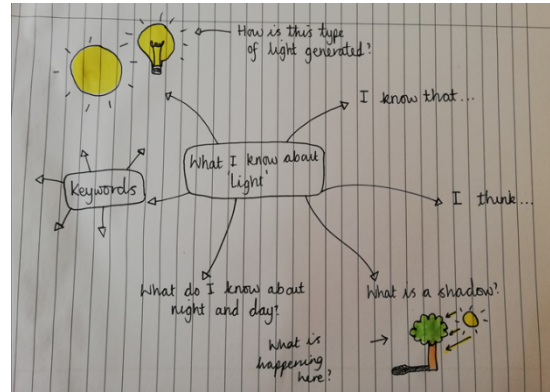 How is this type
of light generated?
I know that...
What I know about
'Light'
Keywords
I think...
What do I know about
night and day?
What is a shadow?
What is
happening
here?